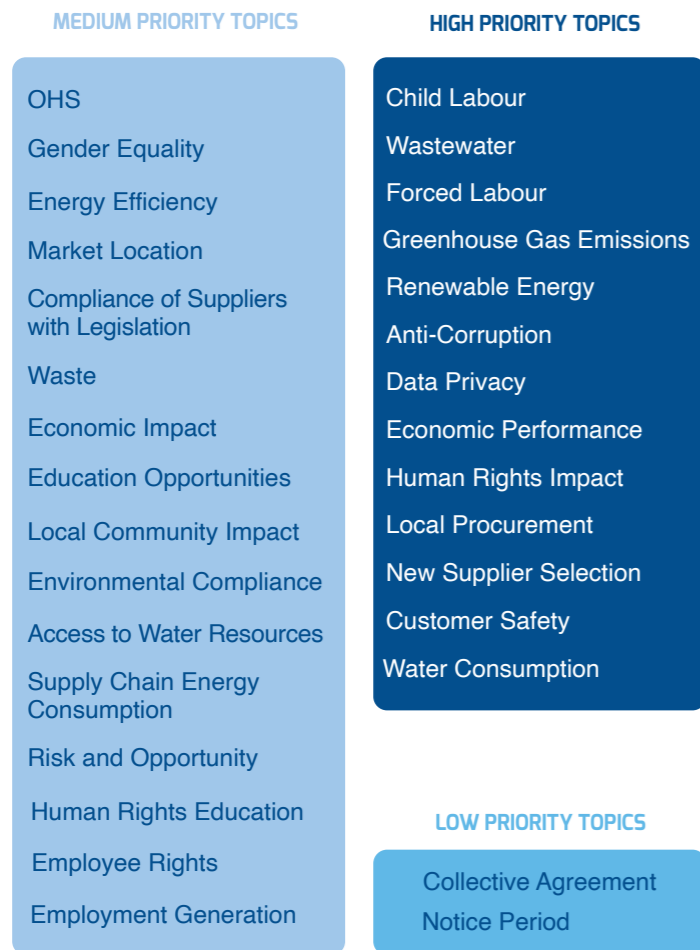 MEDIUM PRIORITY TOPICS
OHS
Gender Equality
Energy Efficiency
Market Location
Compliance of Suppliers
with Legislation
Waste
Economic Impact
Education Opportunities
Local Community Impact
Environmental Compliance
Access to Water Resources
Supply Chain Energy
Consumption
Risk and Opportunity
Human Rights Education
Employee Rights
Employment Generation
HIGH PRIORITY TOPICS
Child Labour
Wastewater
Forced Labour
Greenhouse Gas Emissions
Renewable Energy
Anti-Corruption
Data Privacy
Economic Performance
Human Rights Impact
Local Procurement
New Supplier Selection
Customer Safety
Water Consumption
LOW PRIORITY TOPICS
Collective Agreement
Notice Period